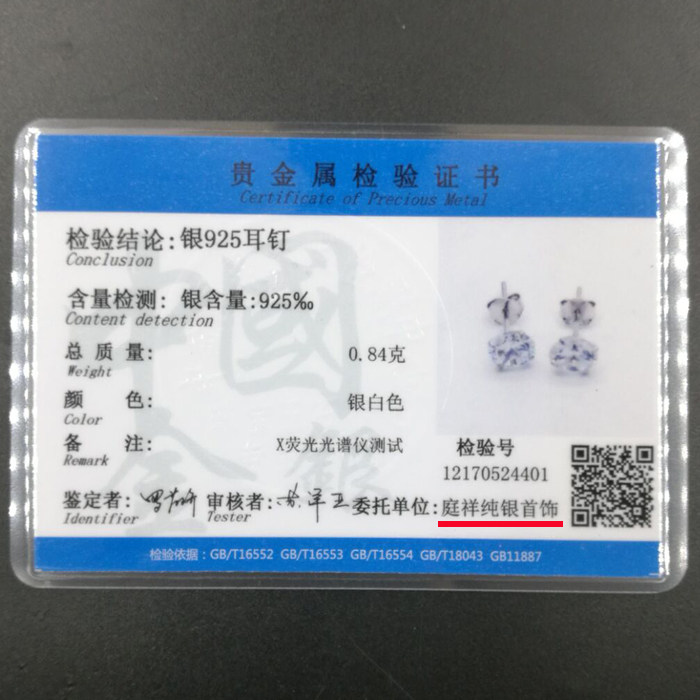 贵金属检验证书
Certificate of Precious Metal
检验结论:银925耳钉
Conclusion
含量检测:银含量:925‰
Content detection
总质量: 0.84克
Weight
颜色: 银白色
Color
备注: X荧光光谱仪测试
Remark
检验号
12170524401
鉴定者: 审核者: 委托单位:庭祥纯银首饰
Identifier Tester
检验依据:GB/T16552 GB/T16553 GB/T16554 GB/T18043 GB11887